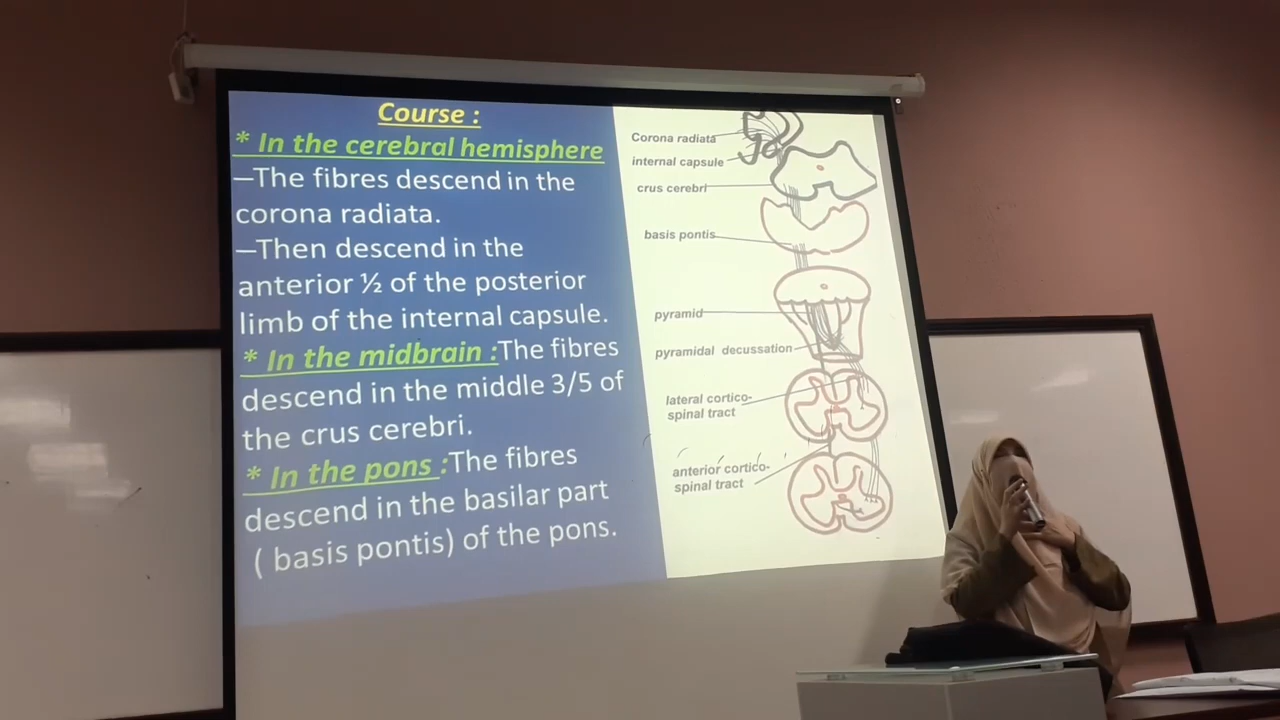 Course :
* In the cerebral hemisphere
–The fibres descend in the
corona radiata.
–Then descend in the
anterior ½ of the posterior
limb of the internal capsule.
* In the midbrain :The fibres
descend in the middle 3/5 of
the crus cerebri.
* In the pons :The fibres
descend in the basilar part
( basis pontis) of the pons.
Corona radiata
internal capsule
crus cerebri
basis pontis
pyramid
pyramidal decussation
lateral cortico-
spinal tract
anterior cortico-
spinal tract